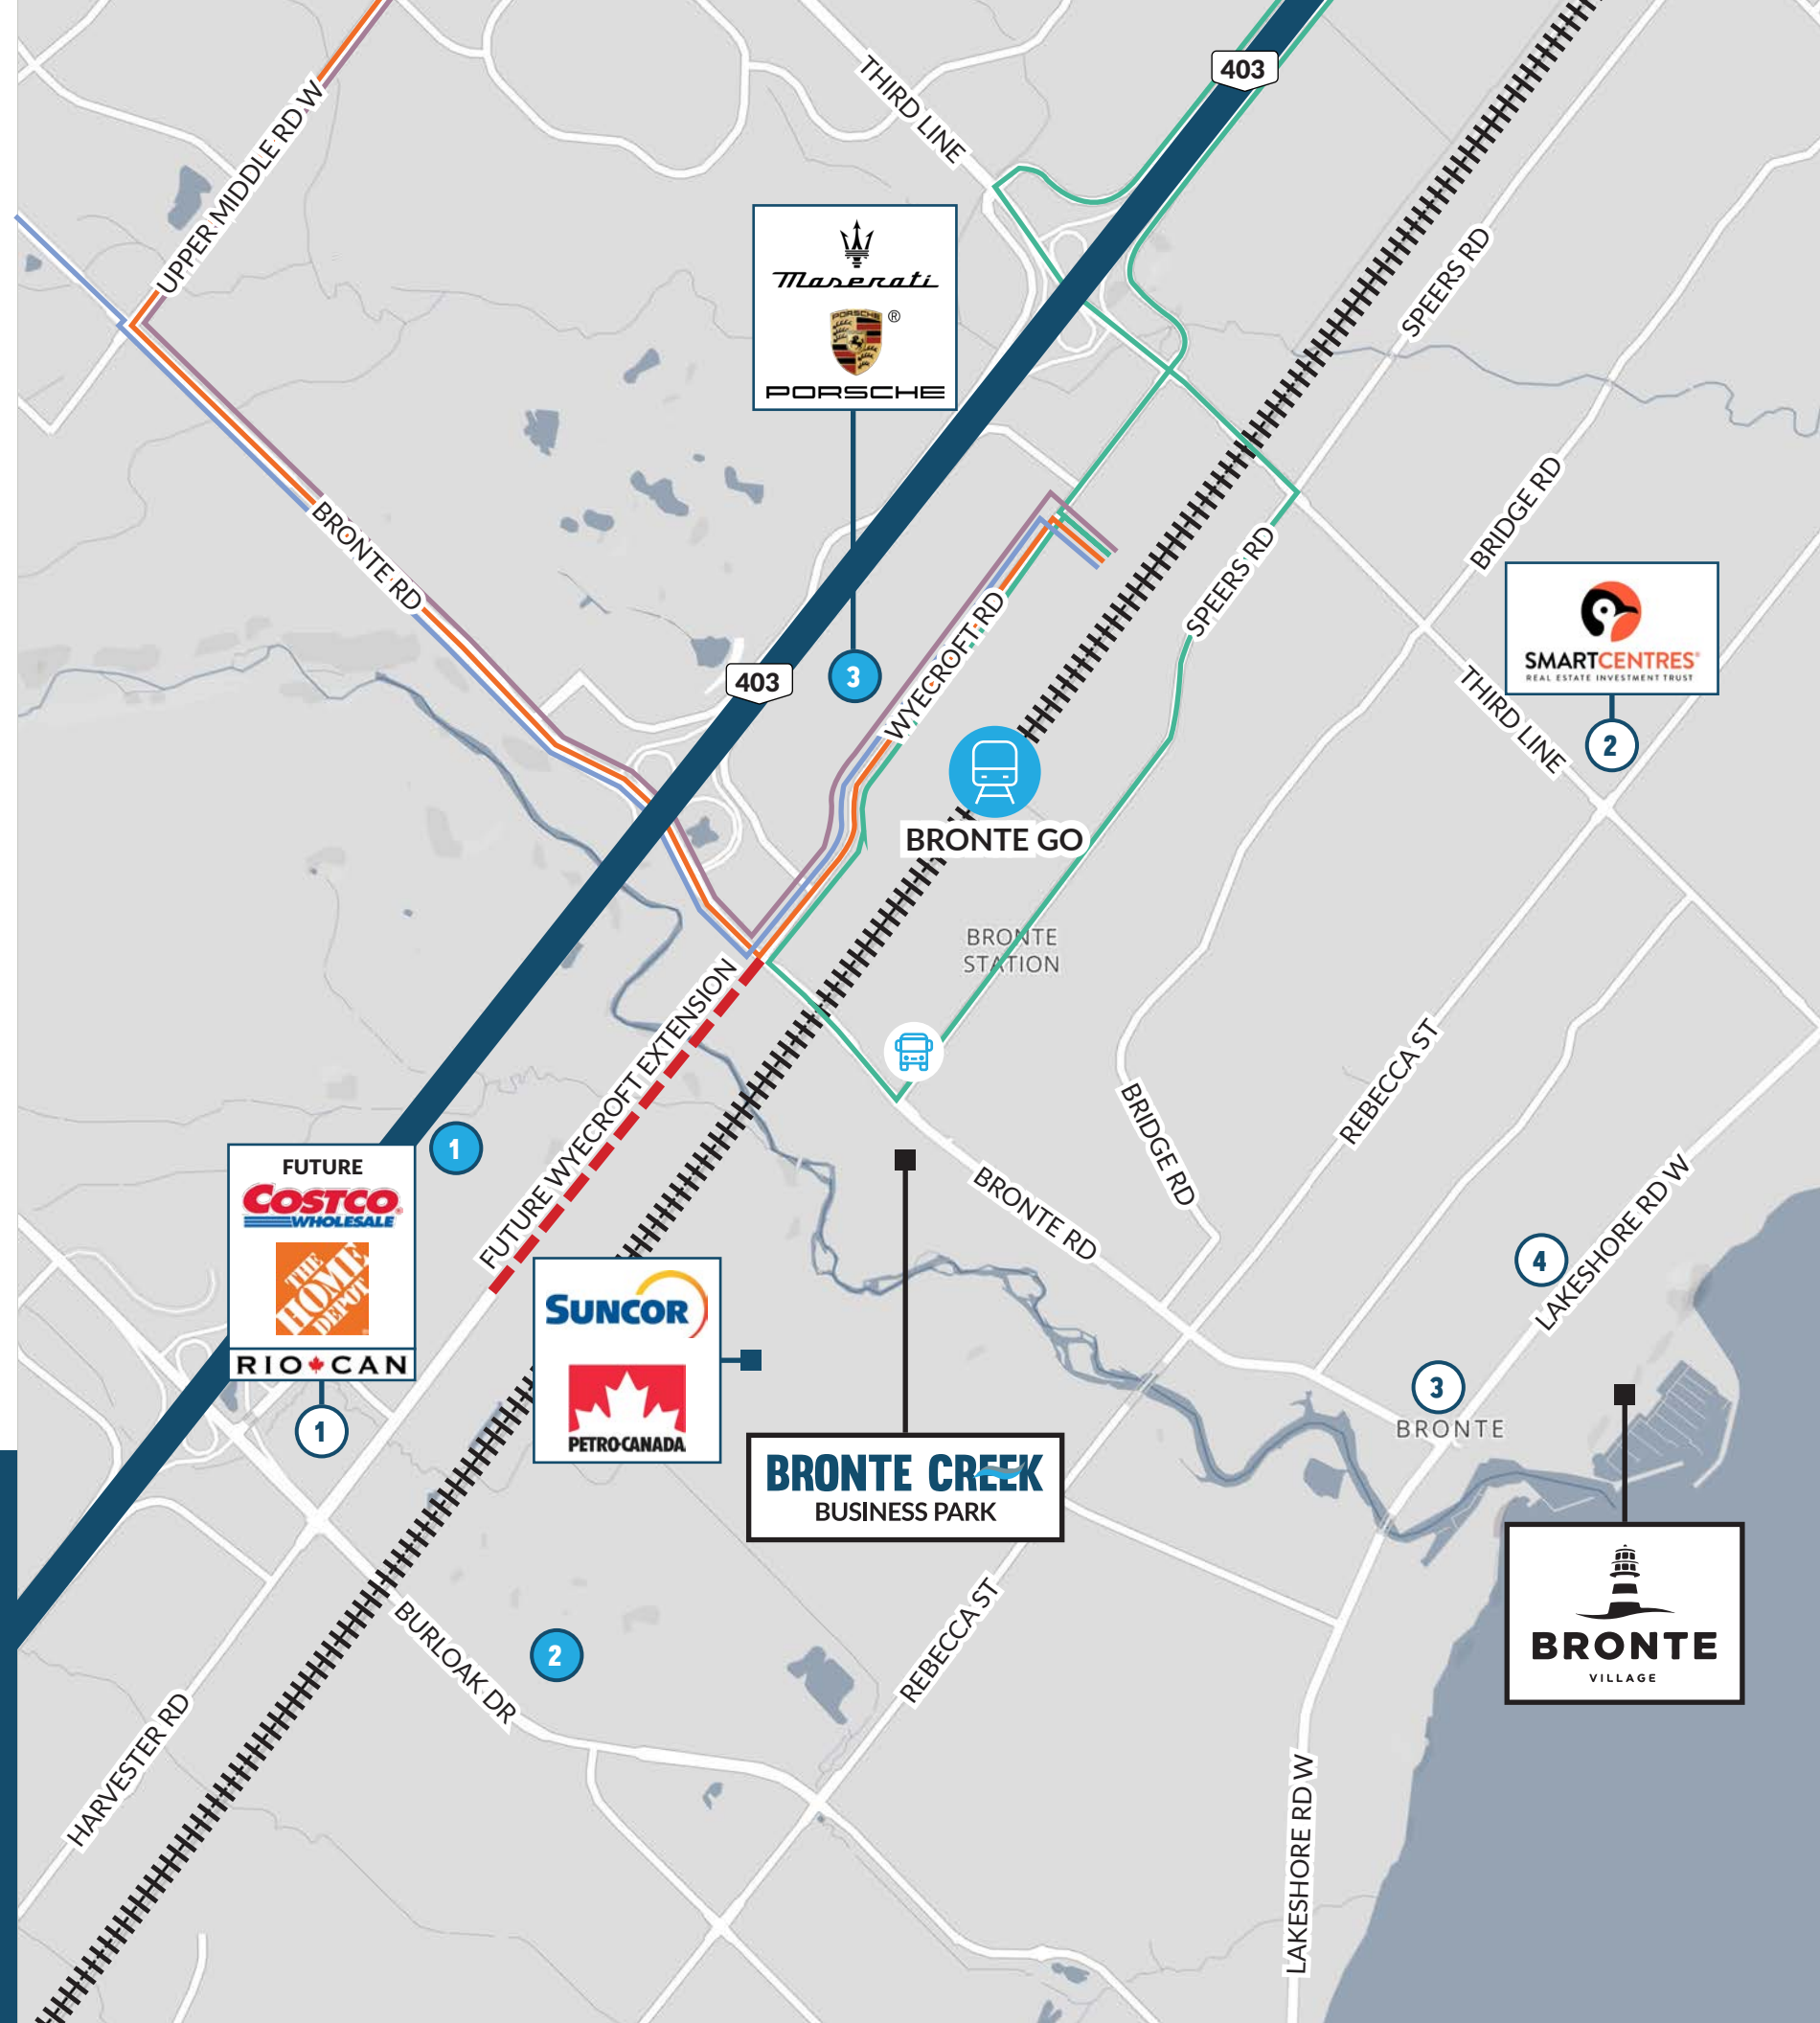 403
THIRD LINE
UPPER MIDDLE RD W
Maserati
PORSCHE
®
PORSCHE
SPEERS RD
BRIDGE RD
BRONTE RD
SPEERS RD
SMARTCENTRES®
REAL ESTATE INVESTMENT TRUST
2
WYECROFT RD
403
3
THIRD LINE
BRONTE GO
BRONTE
STATION
FUTURE WYECROFT EXTENSION
REBECCA ST
BRIDGE RD
1
FUTURE
COSTCO
WHOLESALE
THE
HOME
DEPOT
RIO CAN
1
BRONTE RD
LAKESHORE RD W
4
SUNCOR
PETRO-CANADA
3
BRONTE
BRONTE CREEK
BUSINESS PARK
BRONTE
VILLAGE
BURLOAK DR
2
REBECCA ST
HARVESTER RD
LAKESHORE RD W